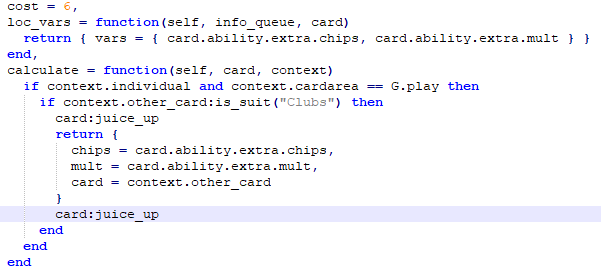 cost = 6,
loc_vars = function(self, info_queue, card)
  return { vars = { card.ability.extra.chips, card.ability.extra.mult } }
end,
calculate = function(self, card, context)
  if context.individual and context.cardarea == G.play then
    if context.other_card:is_suit("Clubs") then
      card:juice_up
      return {
        chips = card.ability.extra.chips,
        mult = card.ability.extra.mult,
        card = context.other_card
      }
      card:juice_up
    end
  end
end